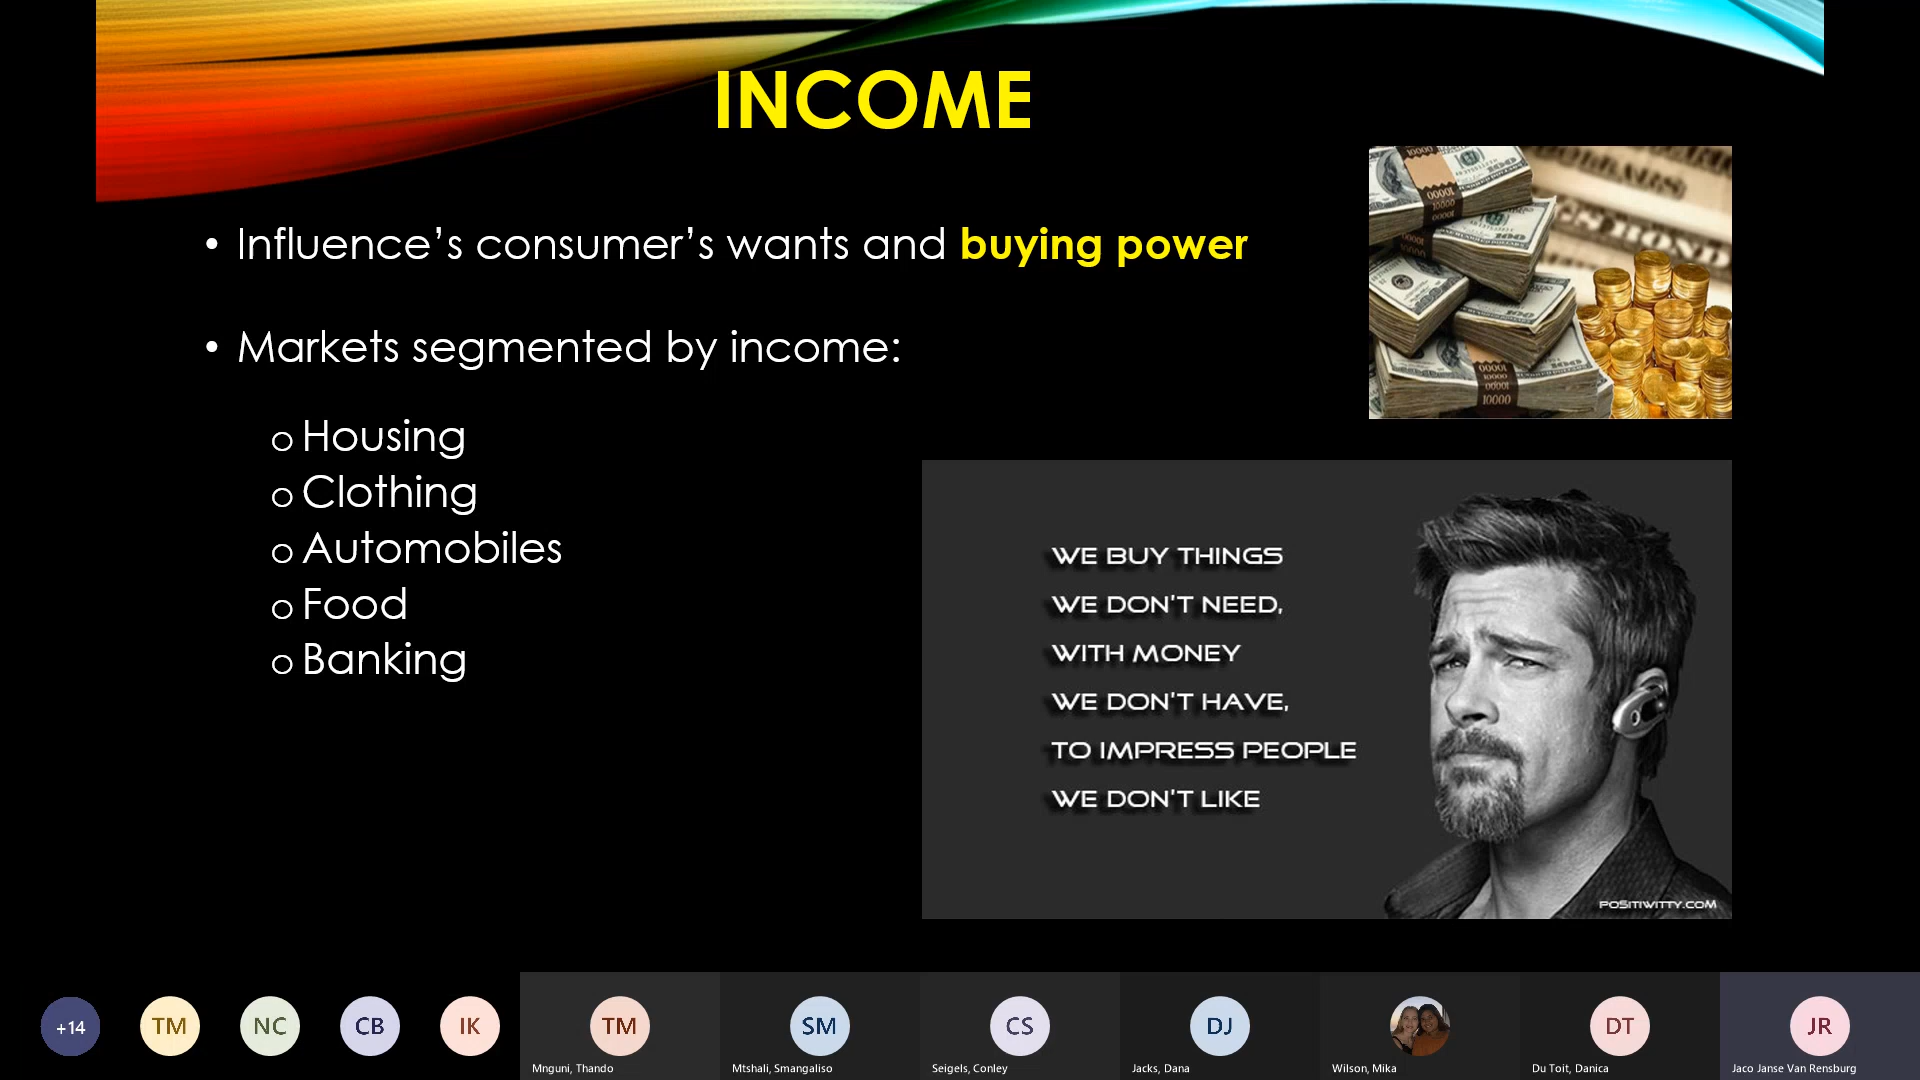 INCOME
• Influence’s consumer’s wants and buying power
• Markets segmented by income:
o Housing
o Clothing
o Automobiles
o Food
o Banking
WE BUY THINGS
WE DON'T NEED,
WITH MONEY
WE DON'T HAVE,
TO IMPRESS PEOPLE
WE DON'T LIKE
POSITIWITTY.COM
+14
TM
NC
CB
IK
TM
SM
CS
DJ
DT
JR
Mnguni, Thando
Mtshali, Smangaliso
Seigels, Conley
Jacks, Dana
Wilson, Mika
Du Toit, Danica
Jaco Janse Van Rensburg